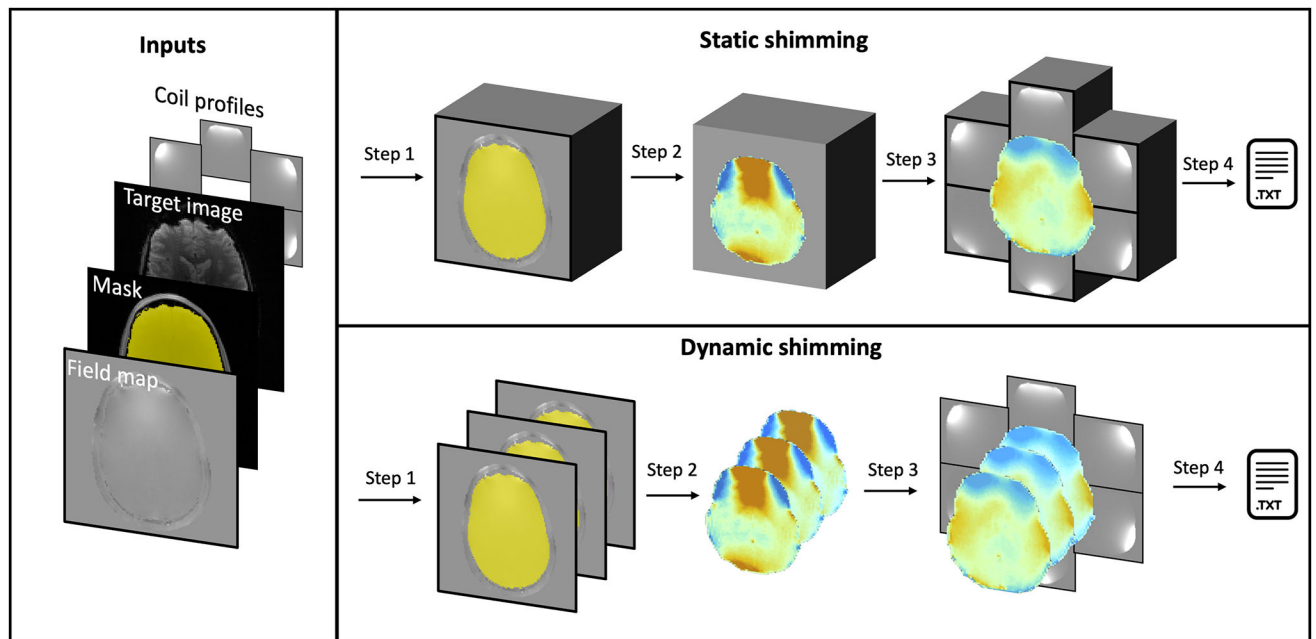 Inputs
Coil profiles
Target image
Mask
Field map
Static shimming
Step 1
Step 2
Step 3
Step 4
.TXT
Dynamic shimming
Step 1
Step 2
Step 3
Step 4
.TXT